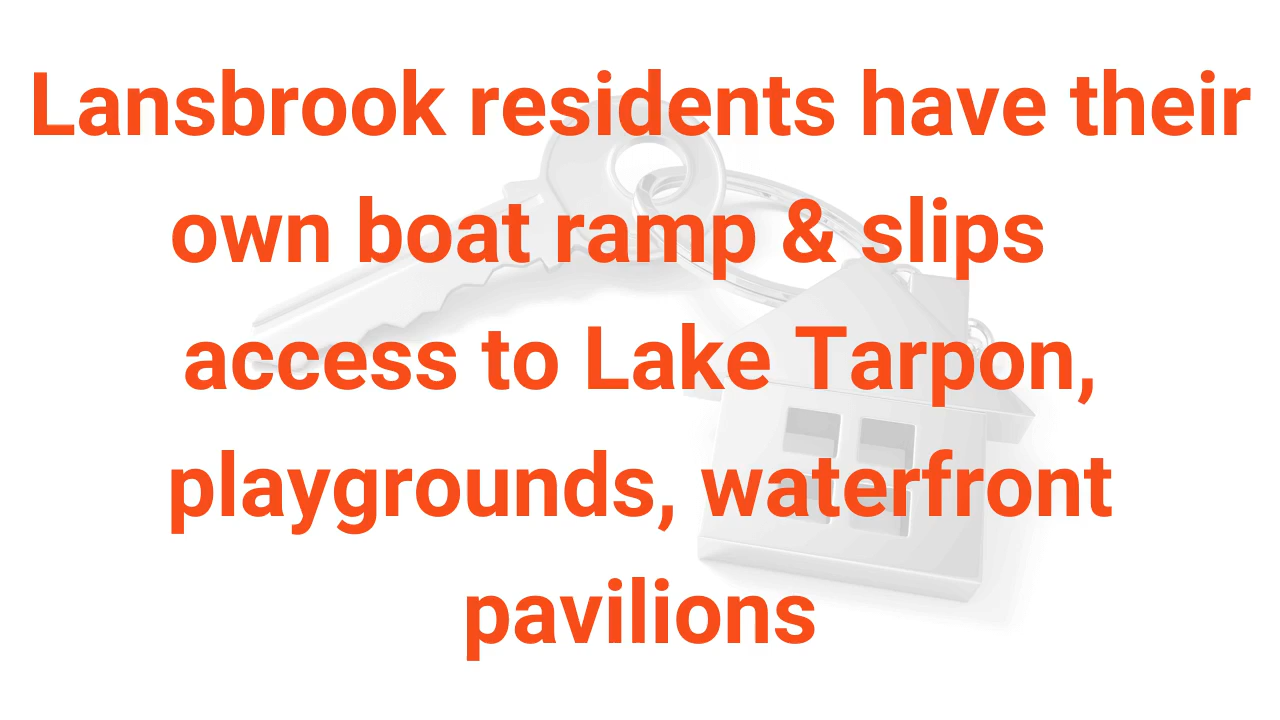 Lansbrook residents have their
own boat ramp & slips
access to Lake Tarpon,
playgrounds, waterfront
pavilions